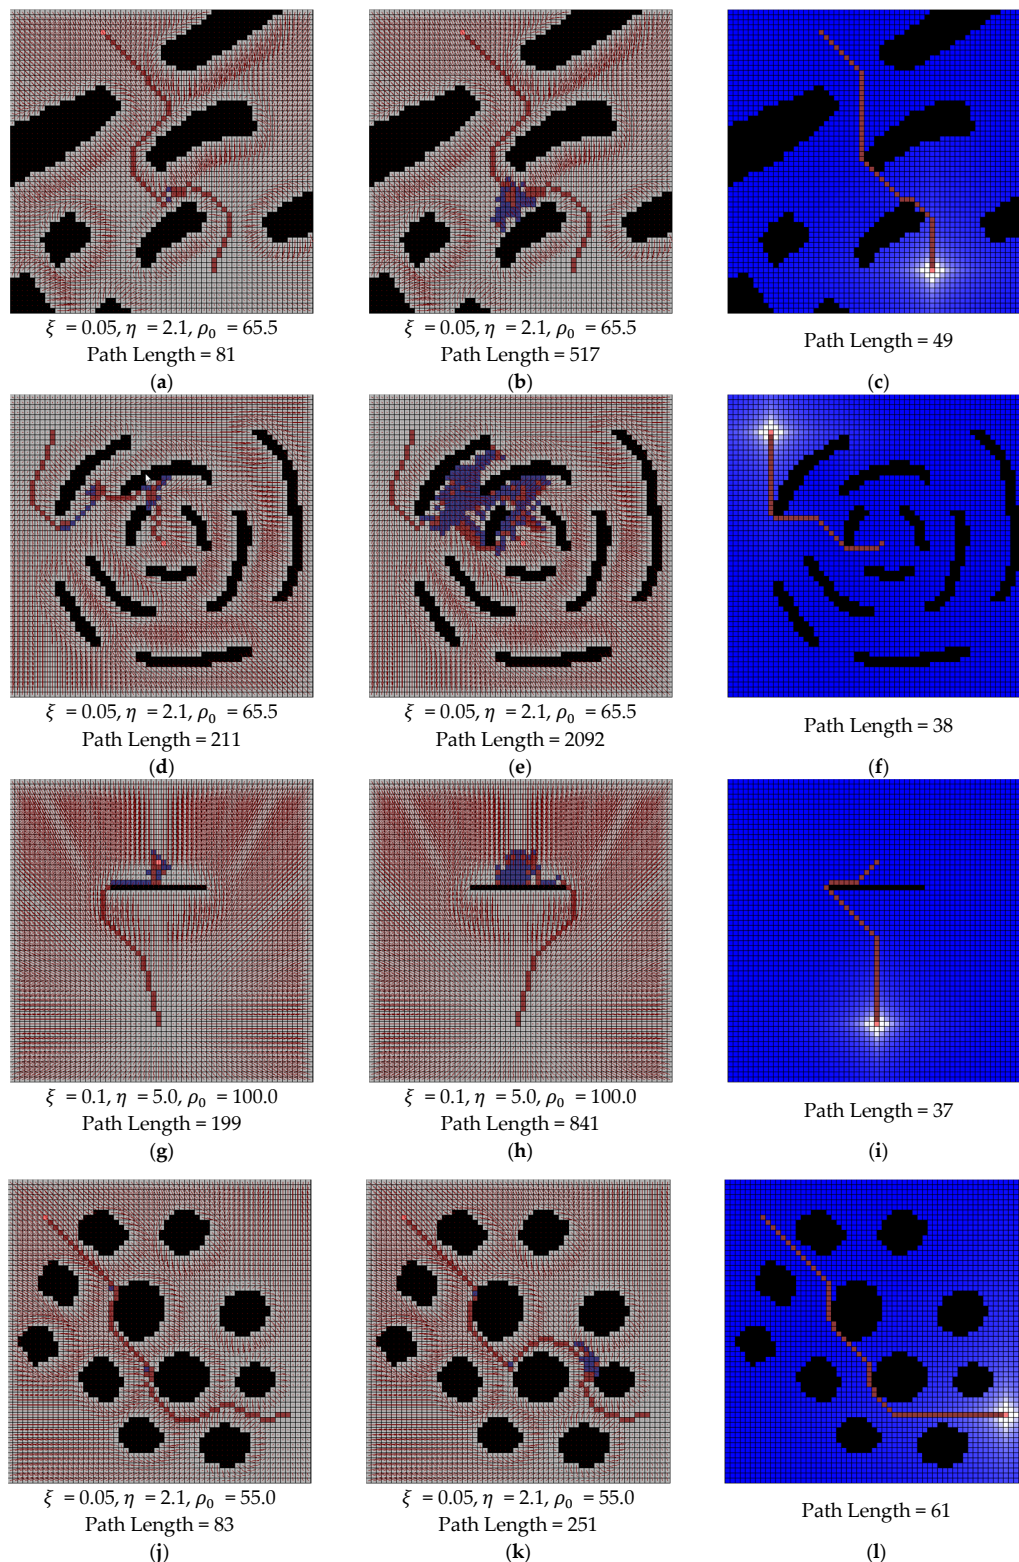 ξ = 0.05, η = 2.1, ρ₀ = 65.5
Path Length = 81
(a)
ξ = 0.05, η = 2.1, ρ₀ = 65.5
Path Length = 517
(b)
Path Length = 49
(c)
ξ = 0.05, η = 2.1, ρ₀ = 65.5
Path Length = 211
(d)
ξ = 0.05, η = 2.1, ρ₀ = 65.5
Path Length = 2092
(e)
Path Length = 38
(f)
ξ = 0.1, η = 5.0, ρ₀ = 100.0
Path Length = 199
(g)
ξ = 0.1, η = 5.0, ρ₀ = 100.0
Path Length = 841
(h)
Path Length = 37
(i)
ξ = 0.05, η = 2.1, ρ₀ = 55.0
Path Length = 83
(j)
ξ = 0.05, η = 2.1, ρ₀ = 55.0
Path Length = 251
(k)
Path Length = 61
(l)